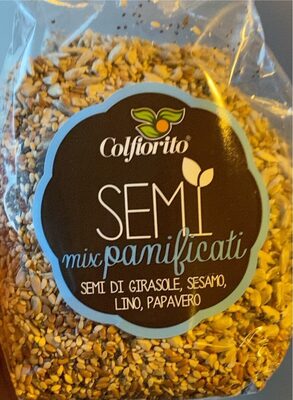 Colfiorito®
SEMI
mix panificati
SEMI DI GIRASOLE, SESAMO,
LINO, PAPAVERO